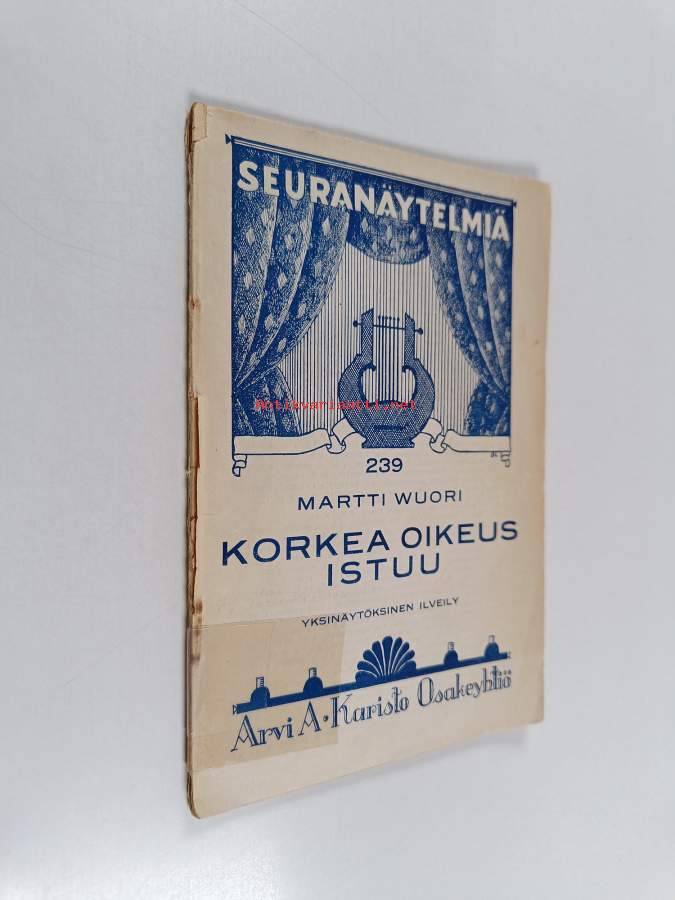 SEURANÄYTELMIÄ
Antikvariaatti.net
239
MARTTI WUORI
KORKEA OIKEUS
ISTUU
YKSINÄYTÖKSINEN ILVEILY
Arvi A. Karisto Osakeyhtiö